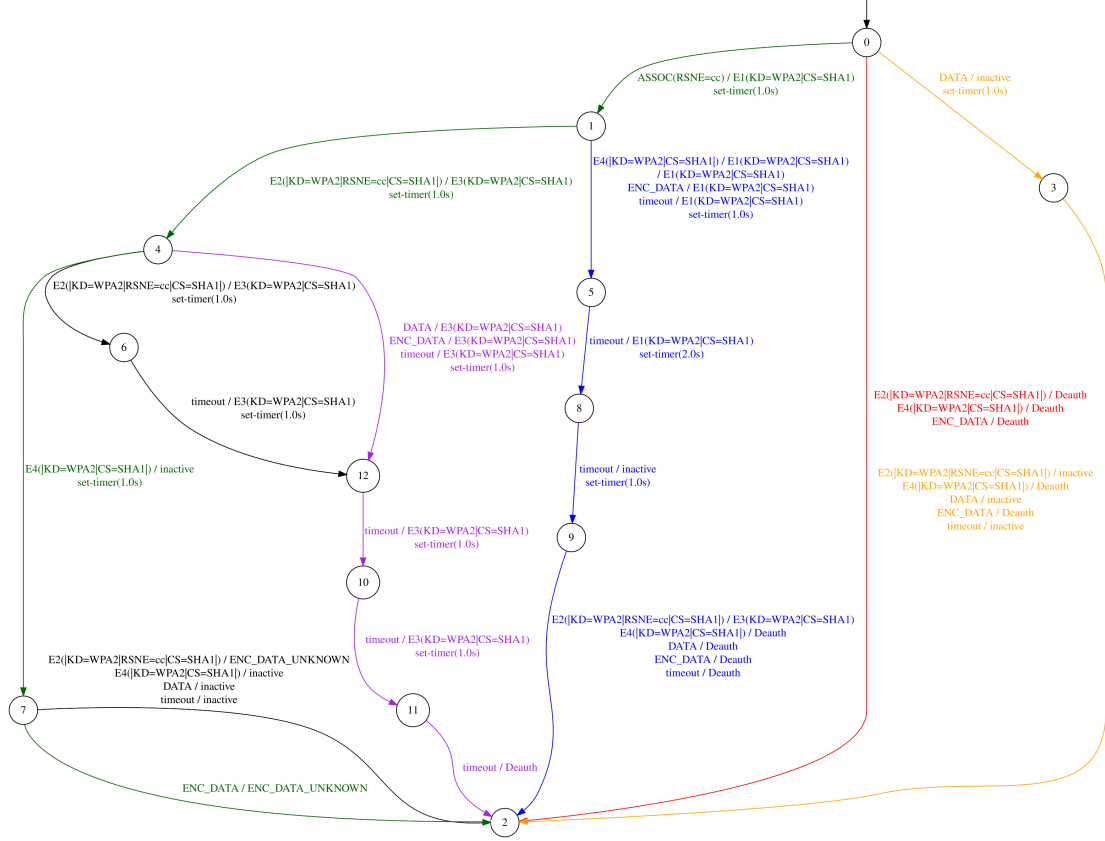 0
ASSOC(RSNE=cc) / E1(KD=WPA2|CS=SHA1)
set-timer(1.0s)
DATA / inactive
set-timer(1.0s)
1
E4(|KD=WPA2|CS=SHA1|) / E1(KD=WPA2|CS=SHA1)
/ E1(KD=WPA2|CS=SHA1)
ENC_DATA / E1(KD=WPA2|CS=SHA1)
timeout / E1(KD=WPA2|CS=SHA1)
set-timer(1.0s)
E2(|KD=WPA2|RSNE=cc|CS=SHA1|) / E3(KD=WPA2|CS=SHA1)
set-timer(1.0s)
3
4
E2(|KD=WPA2|RSNE=cc|CS=SHA1|) / E3(KD=WPA2|CS=SHA1)
set-timer(1.0s)
5
6
DATA / E3(KD=WPA2|CS=SHA1)
ENC_DATA / E3(KD=WPA2|CS=SHA1)
timeout / E3(KD=WPA2|CS=SHA1)
set-timer(1.0s)
timeout / E1(KD=WPA2|CS=SHA1)
set-timer(2.0s)
timeout / E3(KD=WPA2|CS=SHA1)
set-timer(1.0s)
8
E2(|KD=WPA2|RSNE=cc|CS=SHA1|) / Deauth
E4(|KD=WPA2|CS=SHA1|) / Deauth
ENC_DATA / Deauth
E4(|KD=WPA2|CS=SHA1|) / inactive
set-timer(1.0s)
12
timeout / inactive
set-timer(1.0s)
E2(|KD=WPA2|RSNE=cc|CS=SHA1|) / inactive
E4(|KD=WPA2|CS=SHA1|) / Deauth
DATA / inactive
ENC_DATA / Deauth
timeout / inactive
timeout / E3(KD=WPA2|CS=SHA1)
set-timer(1.0s)
9
10
timeout / E3(KD=WPA2|CS=SHA1)
set-timer(1.0s)
E2(|KD=WPA2|RSNE=cc|CS=SHA1|) / E3(KD=WPA2|CS=SHA1)
E4(|KD=WPA2|CS=SHA1|) / Deauth
DATA / Deauth
ENC_DATA / Deauth
timeout / Deauth
E2(|KD=WPA2|RSNE=cc|CS=SHA1|) / ENC_DATA_UNKNOWN
E4(|KD=WPA2|CS=SHA1|) / inactive
DATA / inactive
timeout / inactive
7
11
timeout / Deauth
ENC_DATA / ENC_DATA_UNKNOWN
2